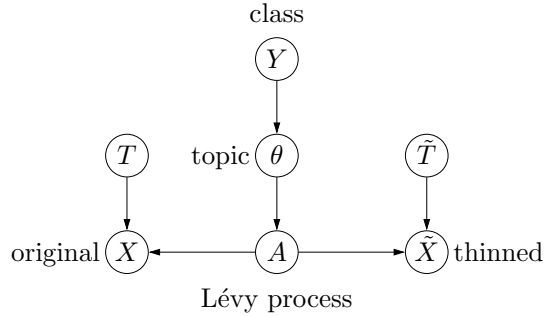 class
Y
T
topic θ
T̃
original X
A
X̃ thinned
Lévy process